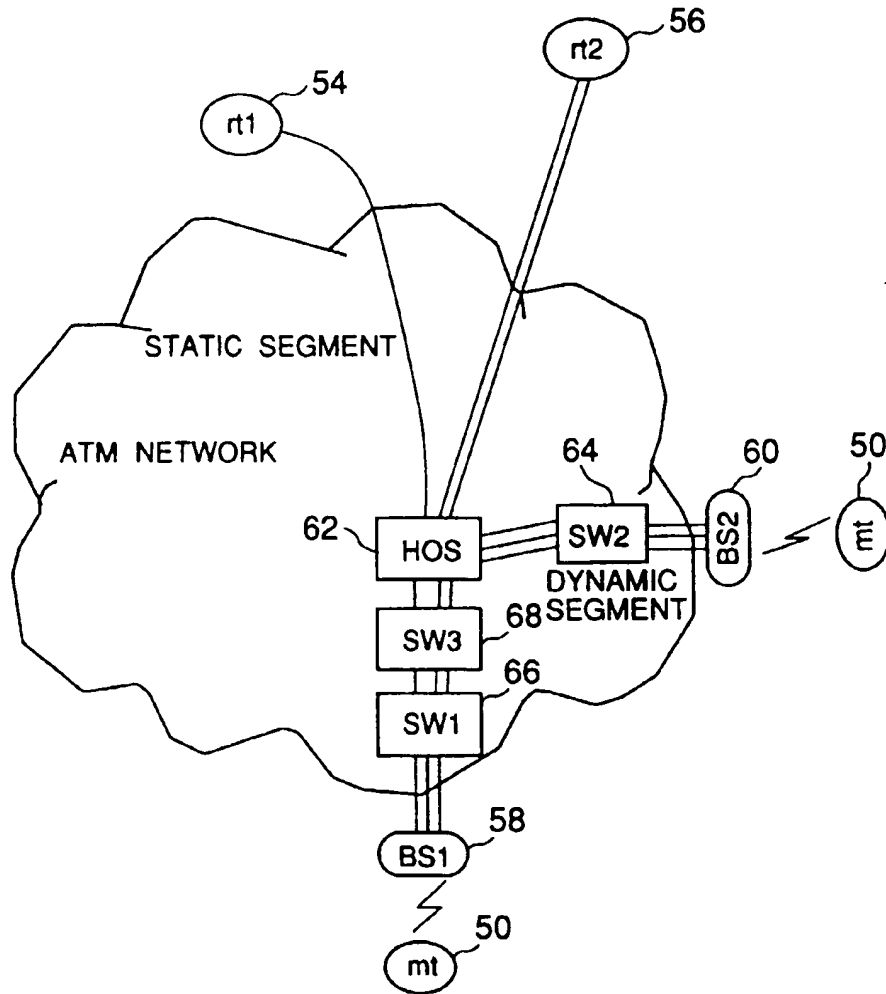 56
rt2
54
rt1
STATIC SEGMENT
ATM NETWORK
64
60
50
62
HOS
SW2
BS2
mt
DYNAMIC
SEGMENT
68
SW3
66
SW1
58
BS1
50
mt